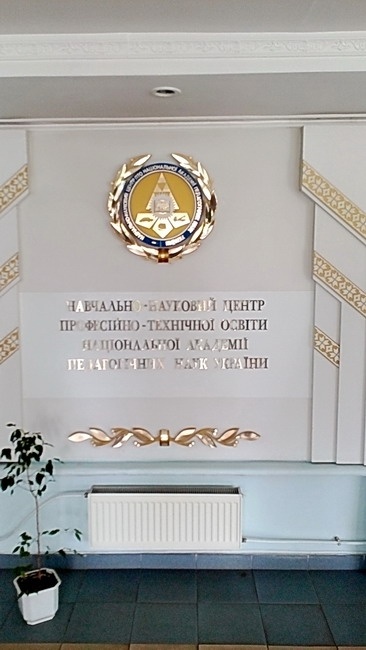 НАВЧАЛЬНО-НАУКОВИЙ ЦЕНТР
ПРОФЕСІЙНО-ТЕХНІЧНОЇ ОСВІТИ
НАЦІОНАЛЬНОЇ АКАДЕМІЇ
ПЕДАГОГІЧНИХ НАУК УКРАЇНИ